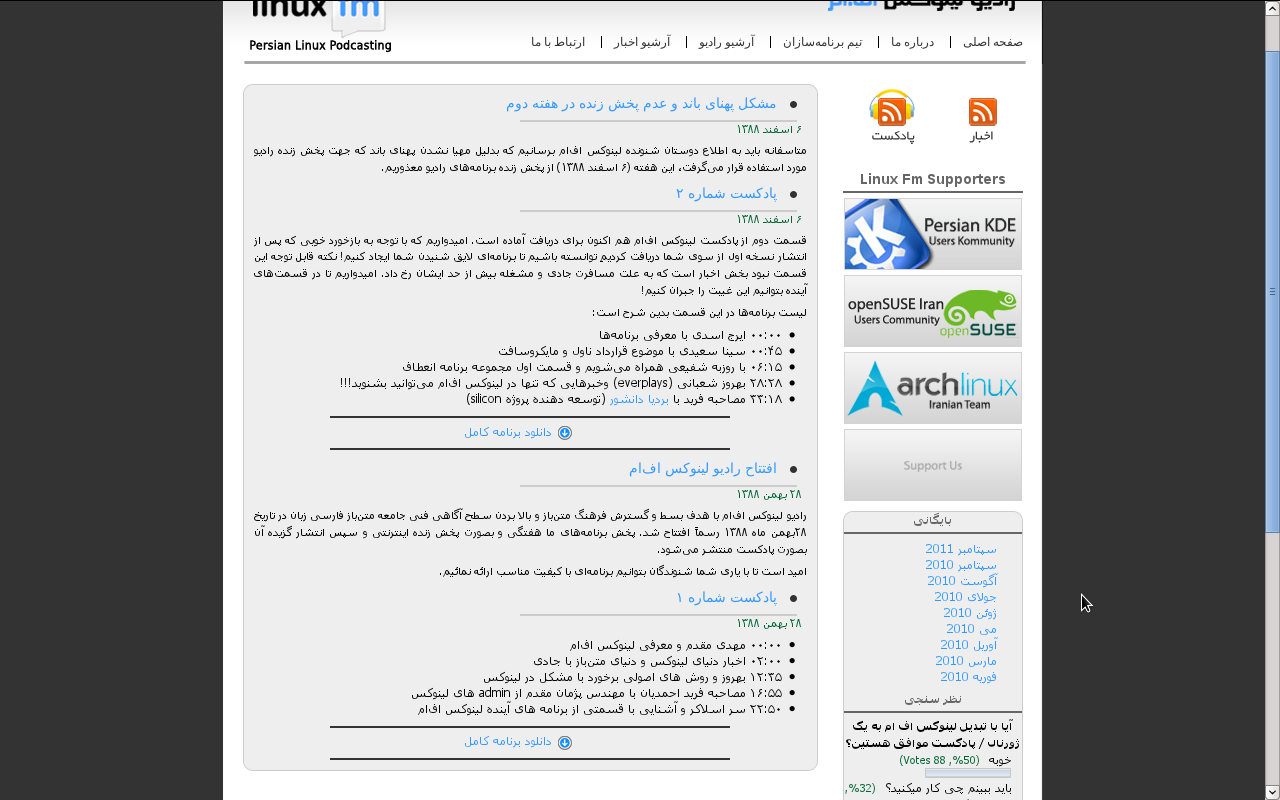 linux fm
Persian Linux Podcasting
صفحه اصلی | درباره ما | تیم برنامه‌سازان | آرشیو رادیو | آرشیو اخبار | ارتباط با ما
مشکل پهنای باند و عدم پخش زنده در هفته دوم
۶ اسفند ۱۳۸۸
متاسفانه باید به اطلاع دوستان شنونده لینوکس اف‌ام برسانیم که بدلیل مهیا نشدن پهنای باند که جهت پخش زنده رادیو
مورد استفاده قرار می‌گرفت، این هفته (۶ اسفند ۱۳۸۸) از پخش زنده برنامه‌های رادیو معذوریم.
پادکست شماره ۲
۶ اسفند ۱۳۸۸
قسمت دوم از پادکست لینوکس اف‌ام هم اکنون برای دریافت آماده است. امیدواریم که با توجه به بازخورد خوبی که پس از
انتشار نسخه اول از سوی شما دریافت کردیم توانسته باشیم تا برنامه‌ای لایق شنیدن شما ایجاد کنیم! نکته قابل توجه این
قسمت نبود بخش اخبار است که به علت مسافرت جادی و مشغله بیش از حد ایشان رخ داد. امیدواریم تا در قسمت‌های
آینده بتوانیم این غیبت را جبران کنیم!
لیست برنامه‌ها در این قسمت بدین شرح است:
۰۰:۰۰ ایرج اسدی با معرفی برنامه‌ها
۰۰:۴۵ سینا سعیدی با موضوع قرارداد ناول و مایکروسافت
۰۶:۱۵ با روزبه شفیعی همراه می‌شویم و قسمت اول مجموعه برنامه انعطاف
۲۸:۲۸ بهروز شعبانی (everplays) وخبرهایی که تنها در لینوکس اف‌ام می‌توانید بشنوید!!!
۳۳:۱۸ مصاحبه فرید با بردیا دانشور (توسعه دهنده پروژه silicon)
دانلود برنامه کامل
افتتاح رادیو لینوکس اف‌ام
۲۸ بهمن ۱۳۸۸
رادیو لینوکس اف‌ام با هدف بسط و گسترش فرهنگ متن‌باز و بالا بردن سطح آگاهی فنی جامعه متن‌باز فارسی زبان در تاریخ
۲۸بهمن ماه ۱۳۸۸ رسمآ افتتاح شد. پخش برنامه‌های ما هفتگی و بصورت پخش زنده اینترنتی و سپس انتشار گزیده آن
بصورت پادکست منتشر می‌شود.
امید است تا با یاری شما شنوندگان بتوانیم برنامه‌ای با کیفیت مناسب ارائه نمائیم.
پادکست شماره ۱
۲۸ بهمن ۱۳۸۸
۰۰:۰۰ مهدی مقدم و معرفی لینوکس اف‌ام
۰۲:۰۰ اخبار دنیای لینوکس و دنیای متن‌باز با جادی
۱۲:۲۵ بهروز و روش های اصولی برخورد با مشکل در لینوکس
۱۶:۵۵ مصاحبه فرید احمدیان با مهندس پژمان مقدم از admin های لینوکس
۲۲:۵۰ سر اسلاکر و آشنایی با قسمتی از برنامه های آینده لینوکس اف‌ام
دانلود برنامه کامل
اخبار
پادکست
Linux Fm Supporters
Persian KDE
Users Kommunity
openSUSE Iran
Users Community
openSUSE
archlinux
Iranian Team
Support Us
بایگانی
سپتامبر 2011
سپتامبر 2010
آگوست 2010
جولای 2010
ژوئن 2010
می 2010
آوریل 2010
مارس 2010
فوریه 2010
نظر سنجی
آیا با تبدیل لینوکس اف ام به یک
ژورنال / پادکست موافق هستین؟
خوبه (50%, 88 Votes)
باید ببینم چی کار میکنید؟ (32%,